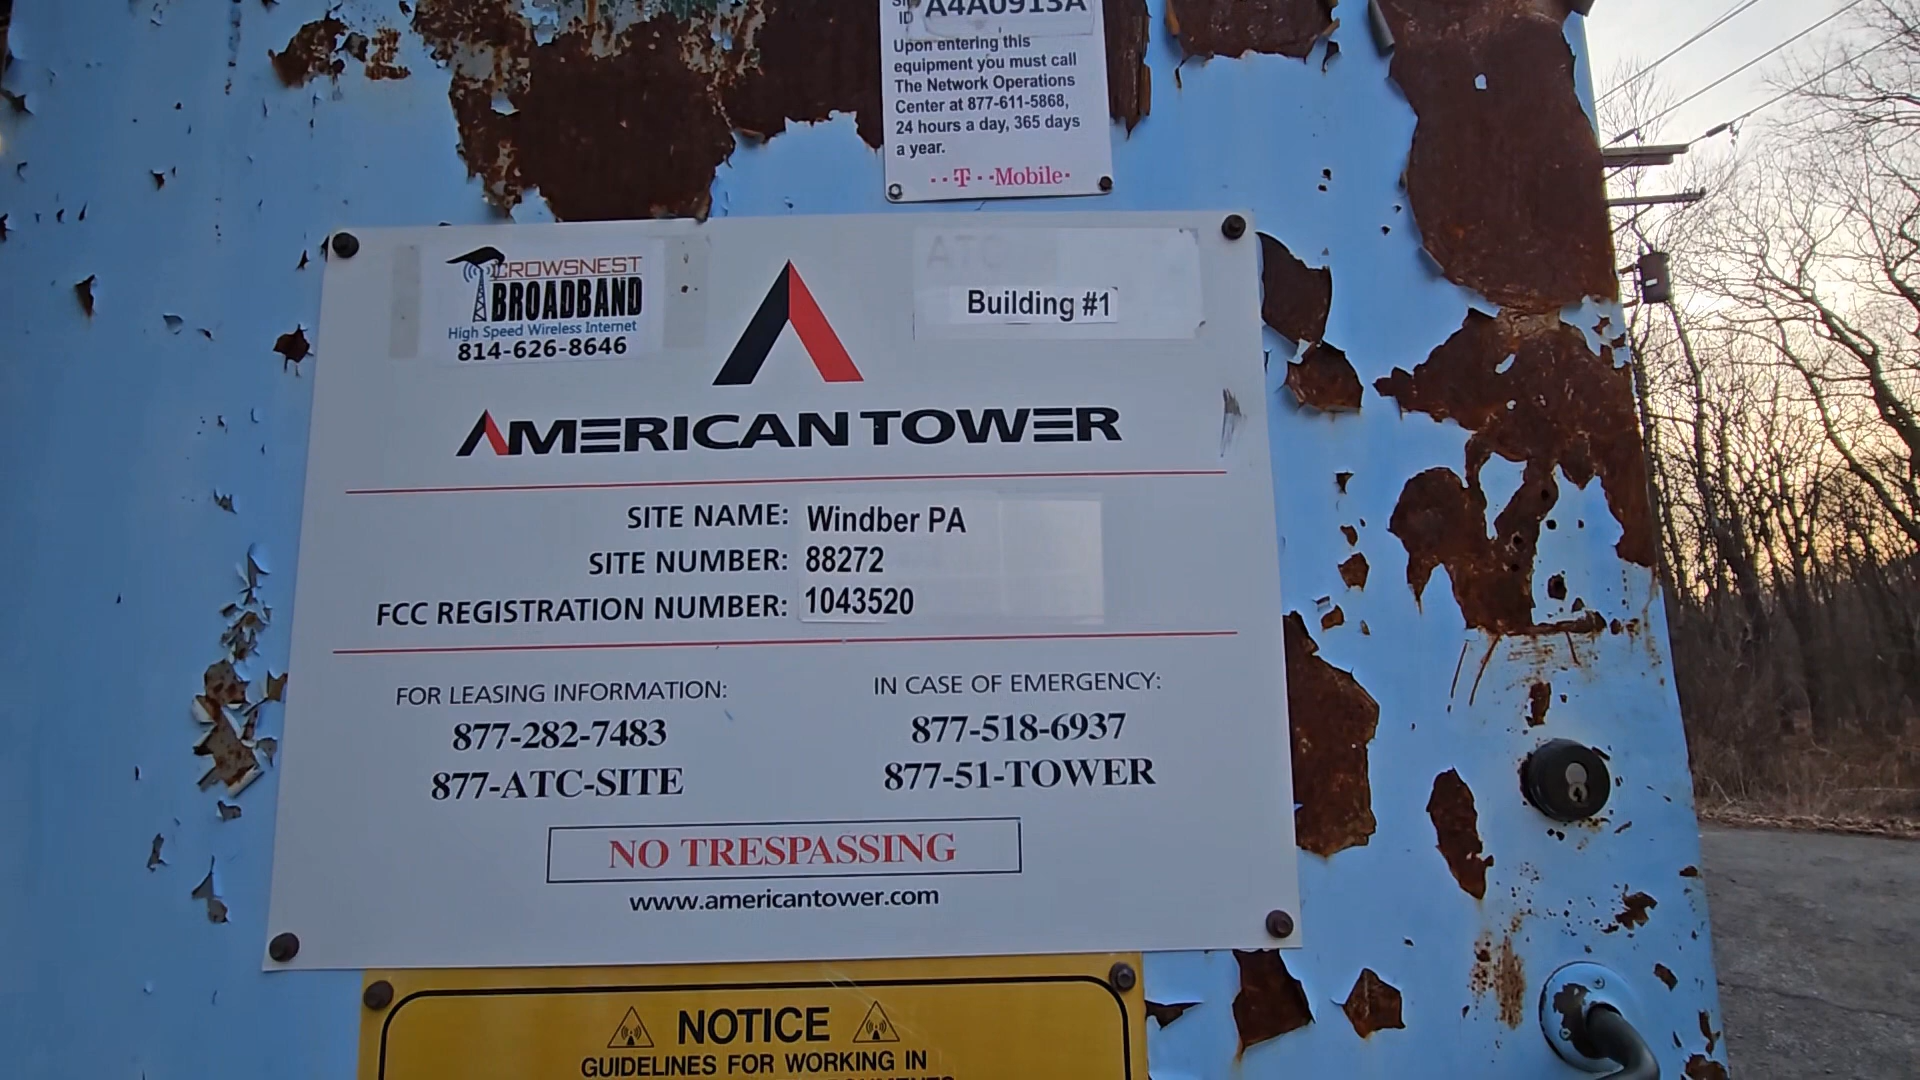 Site
ID A4A0913A
Upon entering this
equipment you must call
The Network Operations
Center at 877-611-5868,
24 hours a day, 365 days
a year.
T Mobile
CROWSNEST
BROADBAND
High Speed Wireless Internet
814-626-8646
ATC
Building #1
AMERICAN TOWER
SITE NAME: Windber PA
SITE NUMBER: 88272
FCC REGISTRATION NUMBER: 1043520
FOR LEASING INFORMATION:
877-282-7483
877-ATC-SITE
IN CASE OF EMERGENCY:
877-518-6937
877-51-TOWER
NO TRESPASSING
www.americantower.com
NOTICE
GUIDELINES FOR WORKING IN